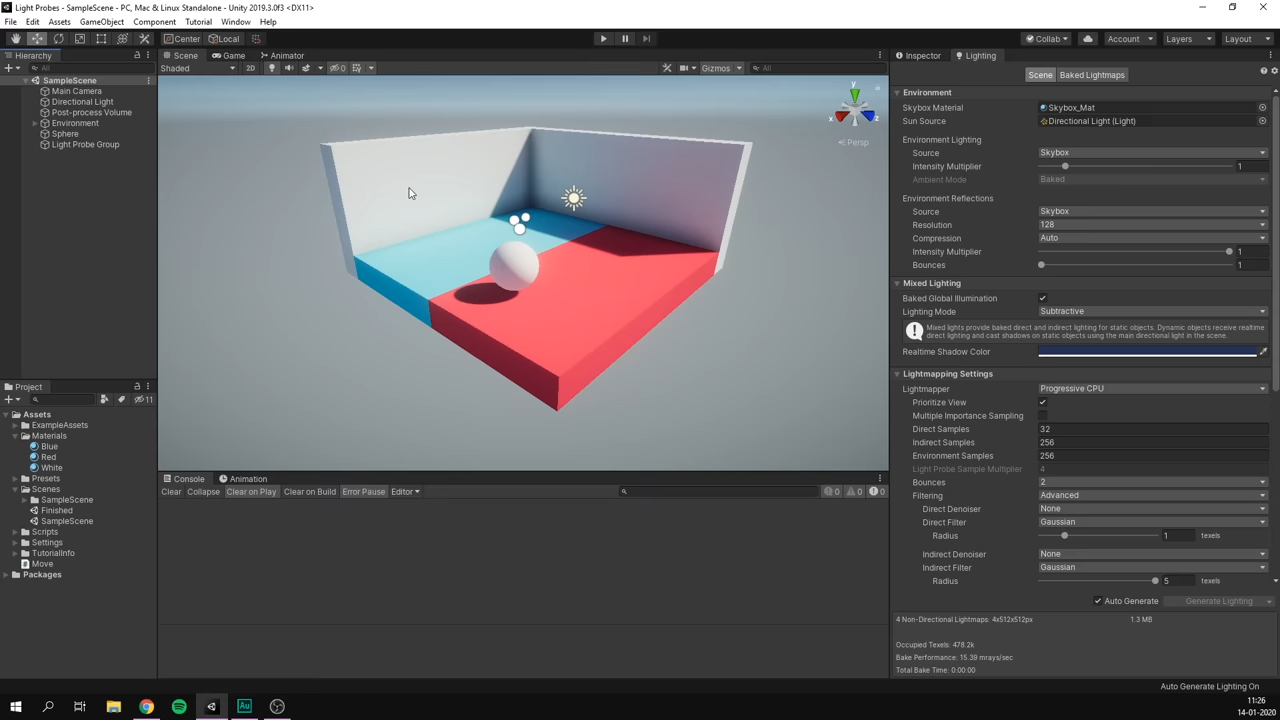 Light Probes - SampleScene - PC, Mac & Linux Standalone - Unity 2019.3.0f3 <DX11>
File Edit Assets GameObject Component Tutorial Window Help
Center Local Collab Account Layers Layout
Hierarchy Scene Game Animator Inspector Lighting
All Shaded 2D 0 Gizmos All Scene Baked Lightmaps
SampleScene
Main Camera
Directional Light
Post-process Volume
Environment
Sphere
Light Probe Group
y
x z
Persp
Environment
Skybox Material Skybox_Mat
Sun Source Directional Light (Light)
Environment Lighting
Source Skybox
Intensity Multiplier 1
Ambient Mode Baked
Environment Reflections
Source Skybox
Resolution 128
Compression Auto
Intensity Multiplier 1
Bounces 1
Mixed Lighting
Baked Global Illumination
Lighting Mode Subtractive
Mixed lights provide baked direct and indirect lighting for static objects. Dynamic objects receive realtime
direct lighting and cast shadows on static objects using the main directional light in the scene.
Realtime Shadow Color
Lightmapping Settings
Lightmapper Progressive CPU
Prioritize View
Multiple Importance Sampling
Direct Samples 32
Indirect Samples 256
Environment Samples 256
Light Probe Sample Multiplier 4
Bounces 2
Filtering Advanced
Direct Denoiser None
Direct Filter Gaussian
Radius 1 texels
Indirect Denoiser None
Indirect Filter Gaussian
Radius 5 texels
Auto Generate Generate Lighting
4 Non-Directional Lightmaps: 4x512x512px 1.3 MB
Occupied Texels: 478.2k
Bake Performance: 15.39 mrays/sec
Total Bake Time: 0:00:00
Auto Generate Lighting On
Project
11
Assets
ExampleAssets
Materials
Blue
Red
White
Presets
Scenes
SampleScene
Finished
SampleScene
Scripts
Settings
TutorialInfo
Move
Packages
Console Animation
Clear Collapse Clear on Play Clear on Build Error Pause Editor 0 0 0
Au
11:26
14-01-2020